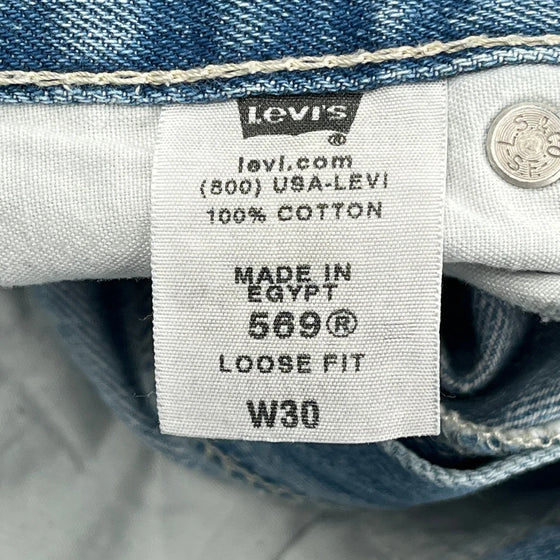 Levi's
®
levi.com
(800) USA-LEVI
100% COTTON
MADE IN
EGYPT
569®
LOOSE FIT
W30